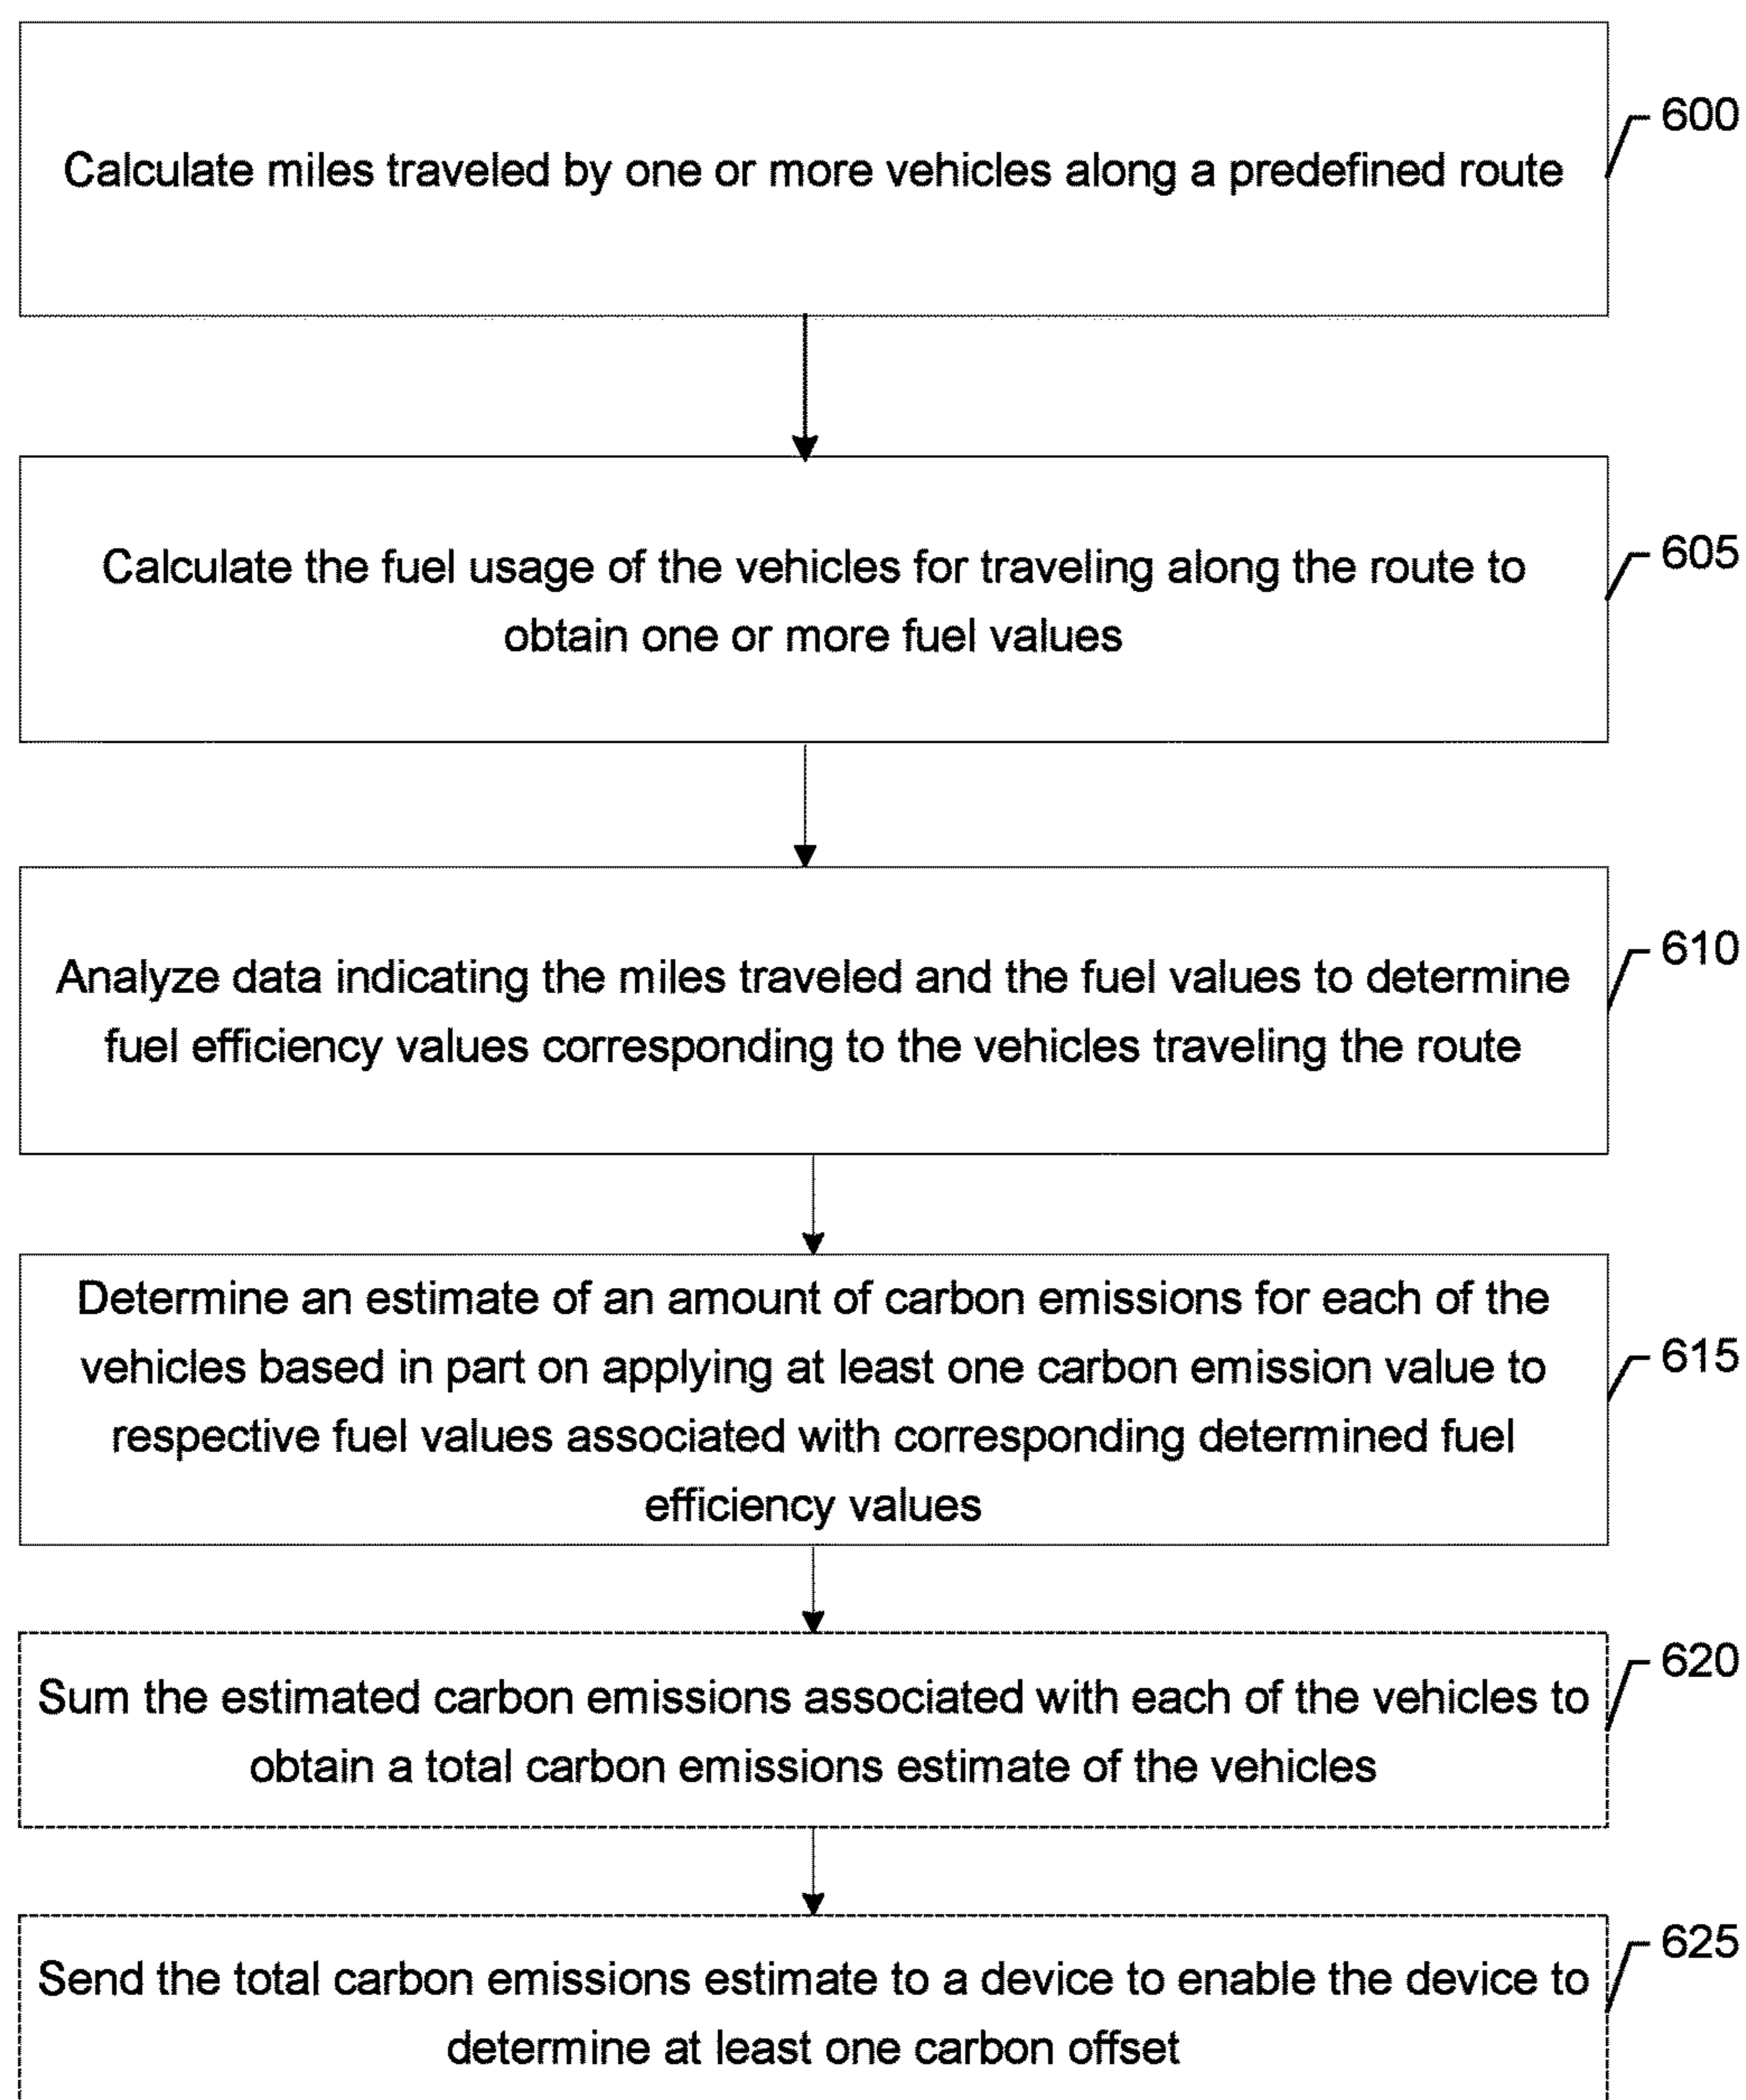 Calculate miles traveled by one or more vehicles along a predefined route
600
Calculate the fuel usage of the vehicles for traveling along the route to
obtain one or more fuel values
605
Analyze data indicating the miles traveled and the fuel values to determine
fuel efficiency values corresponding to the vehicles traveling the route
610
Determine an estimate of an amount of carbon emissions for each of the
vehicles based in part on applying at least one carbon emission value to
respective fuel values associated with corresponding determined fuel
efficiency values
615
Sum the estimated carbon emissions associated with each of the vehicles to
obtain a total carbon emissions estimate of the vehicles
620
Send the total carbon emissions estimate to a device to enable the device to
determine at least one carbon offset
625